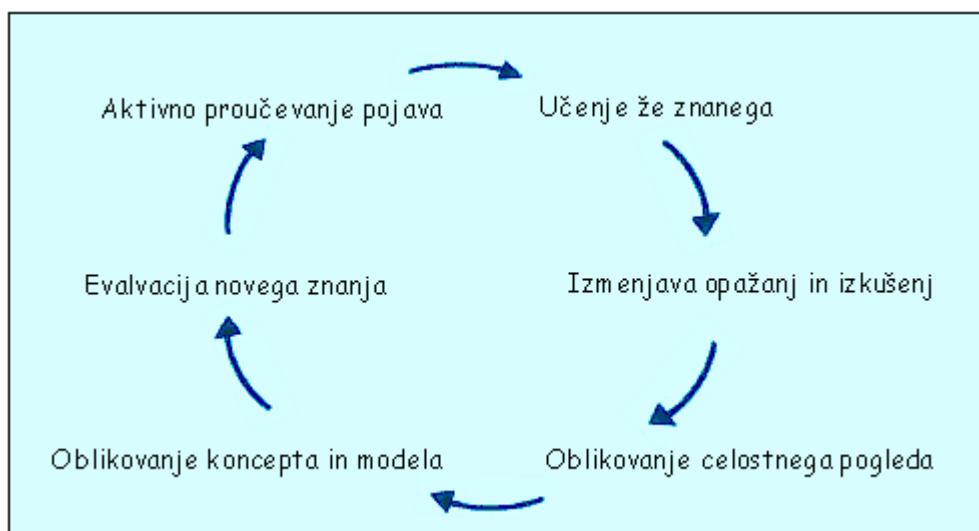 Aktivno proučevanje pojava
Učenje že znanega
Izmenjava opažanj in izkušenj
Oblikovanje celostnega pogleda
Oblikovanje koncepta in modela
Evalvacija novega znanja